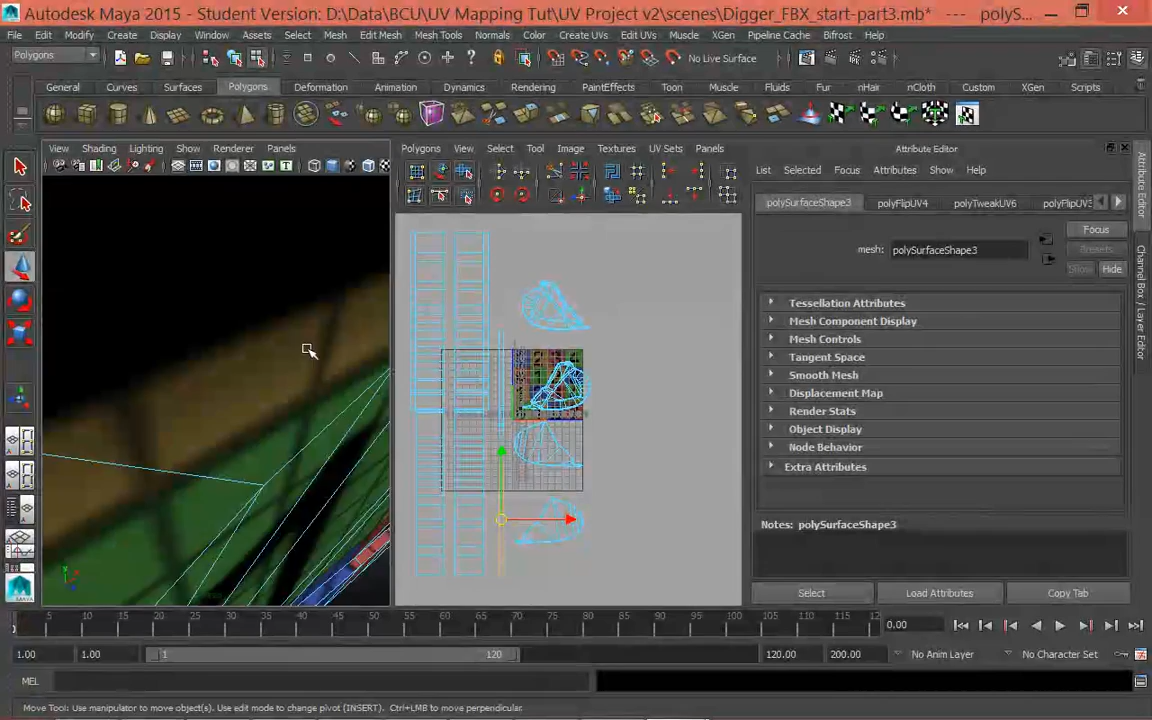 Autodesk Maya 2015 - Student Version: D:\Data\BCU\UV Mapping Tut\UV Project v2\scenes\Digger_FBX_start-part3.mb* --- polyS...
File Edit Modify Create Display Window Assets Select Mesh Edit Mesh Mesh Tools Normals Color Create UVs Edit UVs Muscle XGen Pipeline Cache Bifrost Help
Polygons
No Live Surface
General Curves Surfaces Polygons Deformation Animation Dynamics Rendering PaintEffects Toon Muscle Fluids Fur nHair nCloth Custom XGen Scripts
View Shading Lighting Show Renderer Panels
Polygons View Select Tool Image Textures UV Sets Panels
Attribute Editor
List Selected Focus Attributes Show Help
polySurfaceShape3 polyFlipUV4 polyTweakUV6 polyFlipUV3
Focus
mesh: polySurfaceShape3
Presets
Show Hide
Tessellation Attributes
Mesh Component Display
Mesh Controls
Tangent Space
Smooth Mesh
Displacement Map
Render Stats
Object Display
Node Behavior
Extra Attributes
Notes: polySurfaceShape3
Select Load Attributes Copy Tab
Attribute Editor
Channel Box / Layer Editor
MAYA
5 10 15 20 25 30 35 40 45 50 55 60 65 70 75 80 85 90 95 100 105 110 115 12
0.00
1.00 1.00 1 120 120.00 200.00 No Anim Layer No Character Set
MEL
Move Tool: Use manipulator to move object(s). Use edit mode to change pivot (INSERT). Ctrl+LMB to move perpendicular.